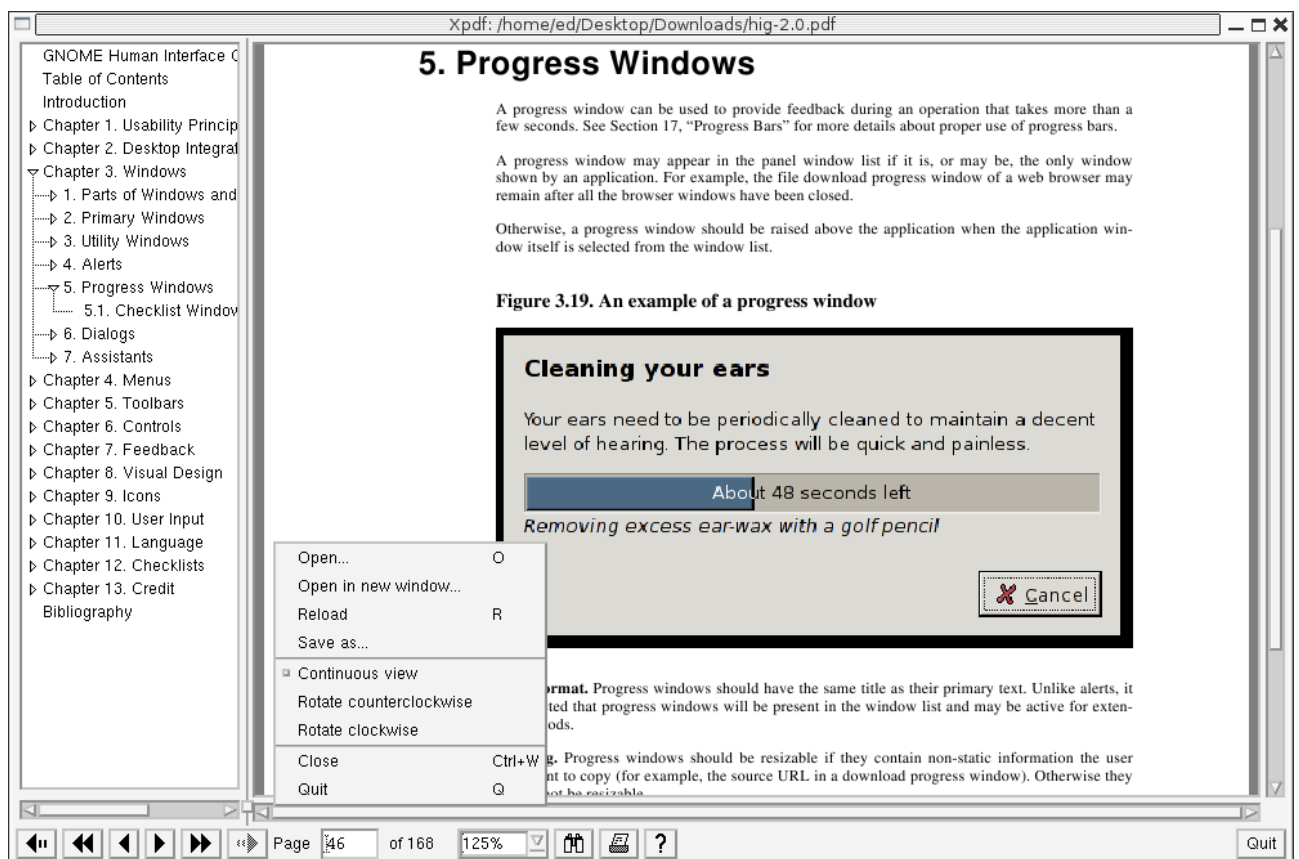 Xpdf: /home/ed/Desktop/Downloads/hig-2.0.pdf
GNOME Human Interface
Table of Contents
Introduction
Chapter 1. Usability Princip
Chapter 2. Desktop Integrat
Chapter 3. Windows
1. Parts of Windows and
2. Primary Windows
3. Utility Windows
4. Alerts
5. Progress Windows
5.1. Checklist Window
6. Dialogs
7. Assistants
Chapter 4. Menus
Chapter 5. Toolbars
Chapter 6. Controls
Chapter 7. Feedback
Chapter 8. Visual Design
Chapter 9. Icons
Chapter 10. User Input
Chapter 11. Language
Chapter 12. Checklists
Chapter 13. Credit
Bibliography
5. Progress Windows
A progress window can be used to provide feedback during an operation that takes more than a
few seconds. See Section 17, “Progress Bars” for more details about proper use of progress bars.
A progress window may appear in the panel window list if it is, or may be, the only window
shown by an application. For example, the file download progress window of a web browser may
remain after all the browser windows have been closed.
Otherwise, a progress window should be raised above the application when the application win-
dow itself is selected from the window list.
Figure 3.19. An example of a progress window
Cleaning your ears
Your ears need to be periodically cleaned to maintain a decent
level of hearing. The process will be quick and painless.
About 48 seconds left
Removing excess ear-wax with a golf pencil
Cancel
Open... O
Open in new window...
Reload R
Save as...
Continuous view
Rotate counterclockwise
Rotate clockwise
Close Ctrl+W
Quit Q
ormat. Progress windows should have the same title as their primary text. Unlike alerts, it
ted that progress windows will be present in the window list and may be active for exten-
ods.
g. Progress windows should be resizable if they contain non-static information the user
nt to copy (for example, the source URL in a download progress window). Otherwise they
not be resizable
Page 46 of 168 125% ? Quit